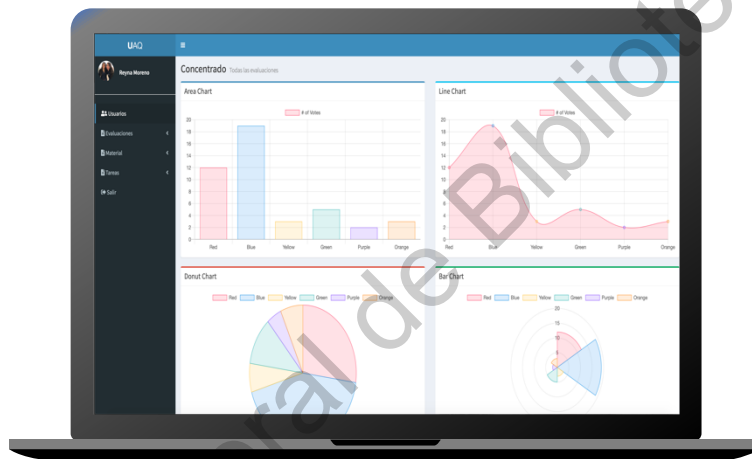 UAQ
Reyna Moreno
Usuarios
Evaluaciones
Material
Tareas
Salir
Concentrado Todas las evaluaciones
Area Chart
# of Votes
20
18
16
14
12
10
8
6
4
2
0
Red Blue Yellow Green Purple Orange
Line Chart
# of Votes
20
18
16
14
12
10
8
6
4
2
0
Red Blue Yellow Green Purple Orange
Donut Chart
Red Blue Yellow Green Purple Orange
Bar Chart
Red Blue Yellow Green Purple Orange
20
15
10
5
ral de Bibliote